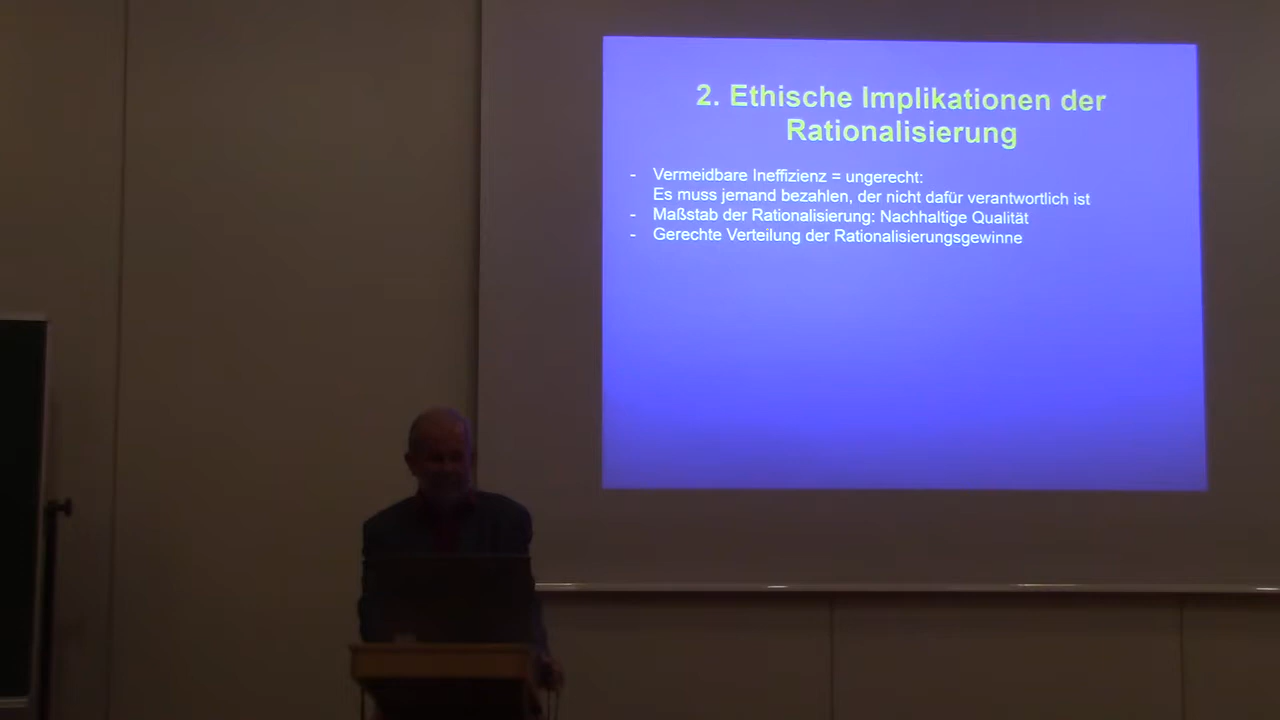 2. Ethische Implikationen der
Rationalisierung
- Vermeidbare Ineffizienz = ungerecht:
Es muss jemand bezahlen, der nicht dafür verantwortlich ist
- Maßstab der Rationalisierung: Nachhaltige Qualität
- Gerechte Verteilung der Rationalisierungsgewinne